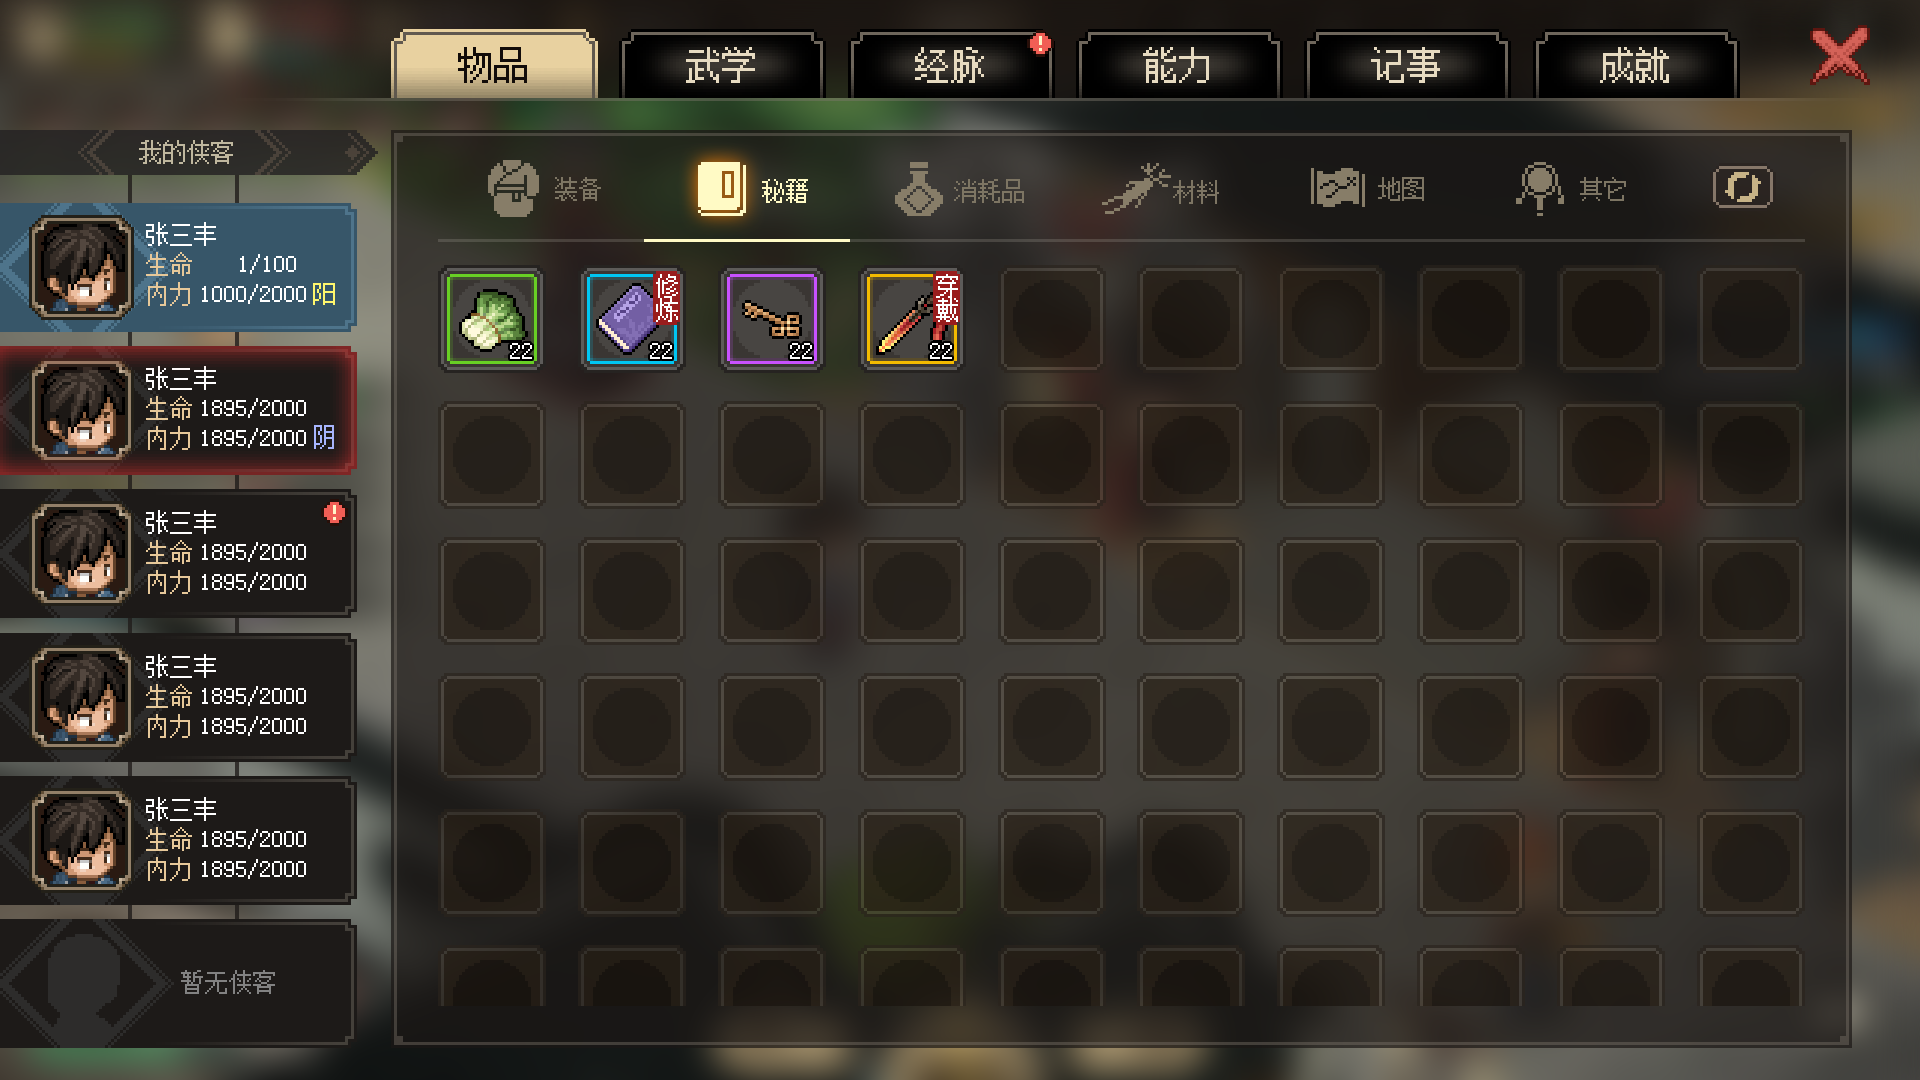 物品
武学
经脉
能力
记事
成就
我的侠客
装备
秘籍
消耗品
材料
地图
其它
张三丰
生命 1/100
内力 1000/2000 阳
张三丰
生命 1895/2000
内力 1895/2000 阴
张三丰
生命 1895/2000
内力 1895/2000
张三丰
生命 1895/2000
内力 1895/2000
张三丰
生命 1895/2000
内力 1895/2000
暂无侠客
22
修炼
22
22
穿戴
22